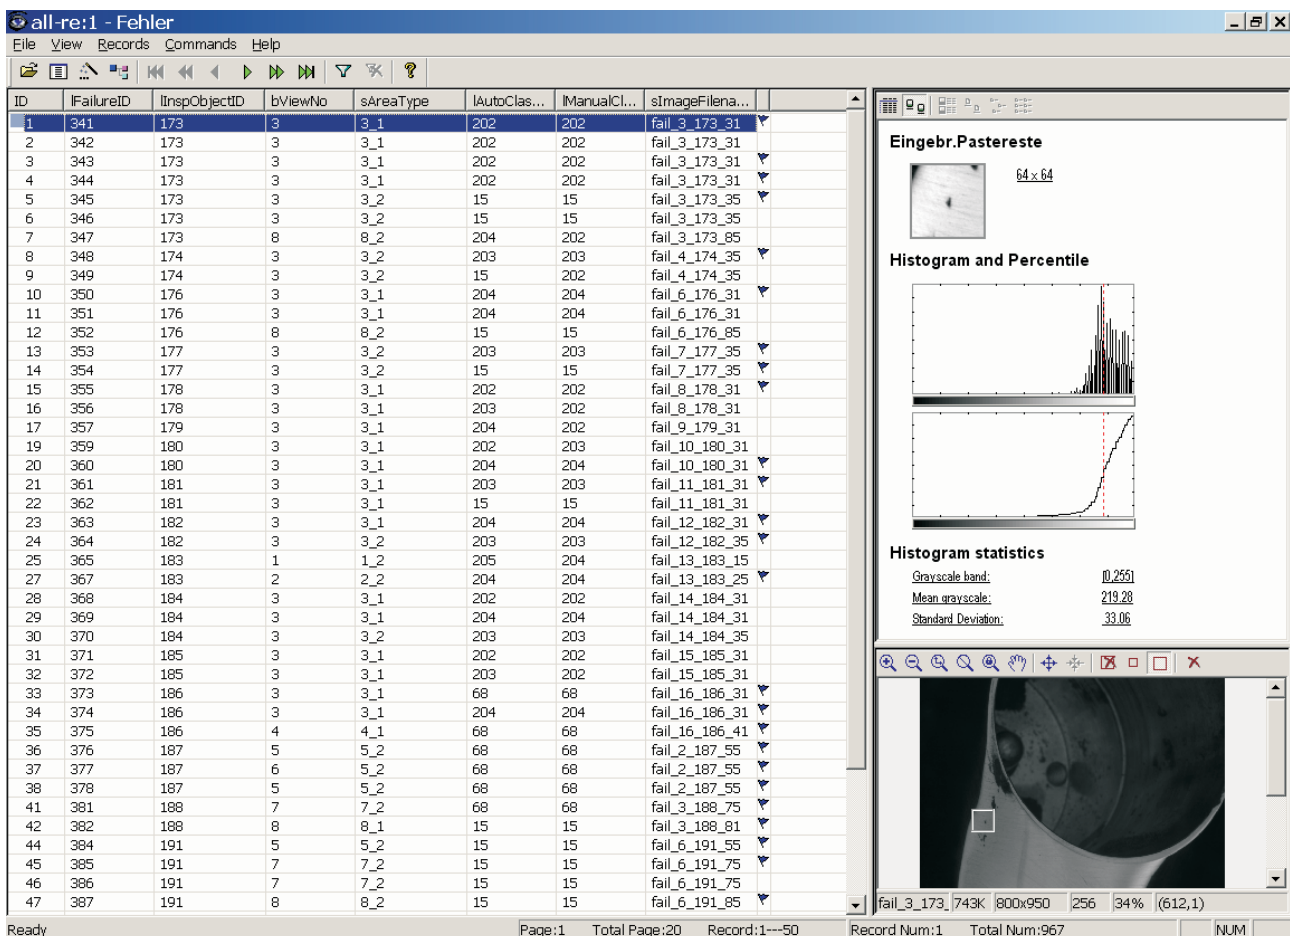 all-re:1 - Fehler
File View Records Commands Help
ID lFailureID lInspObjectID bViewNo sAreaType lAutoClas... lManualCl... sImageFilena...
1 341 173 3 3_1 202 202 fail_3_173_31
2 342 173 3 3_1 202 202 fail_3_173_31
3 343 173 3 3_1 202 202 fail_3_173_31
4 344 173 3 3_1 202 202 fail_3_173_31
5 345 173 3 3_2 15 15 fail_3_173_35
6 346 173 3 3_2 15 15 fail_3_173_35
7 347 173 8 8_2 204 202 fail_3_173_85
8 348 174 3 3_2 203 203 fail_4_174_35
9 349 174 3 3_2 15 202 fail_4_174_35
10 350 176 3 3_1 204 204 fail_6_176_31
11 351 176 3 3_1 204 204 fail_6_176_31
12 352 176 8 8_2 15 15 fail_6_176_85
13 353 177 3 3_2 203 203 fail_7_177_35
14 354 177 3 3_2 15 15 fail_7_177_35
15 355 178 3 3_1 202 202 fail_8_178_31
16 356 178 3 3_1 203 202 fail_8_178_31
17 357 179 3 3_1 204 202 fail_9_179_31
19 359 180 3 3_1 202 203 fail_10_180_31
20 360 180 3 3_1 204 204 fail_10_180_31
21 361 181 3 3_1 203 203 fail_11_181_31
22 362 181 3 3_1 15 15 fail_11_181_31
23 363 182 3 3_1 204 204 fail_12_182_31
24 364 182 3 3_2 203 203 fail_12_182_35
25 365 183 1 1_2 205 204 fail_13_183_15
27 367 183 2 2_2 204 204 fail_13_183_25
28 368 184 3 3_1 202 202 fail_14_184_31
29 369 184 3 3_1 204 204 fail_14_184_31
30 370 184 3 3_2 203 203 fail_14_184_35
31 371 185 3 3_1 202 202 fail_15_185_31
32 372 185 3 3_1 203 202 fail_15_185_31
33 373 186 3 3_1 68 68 fail_16_186_31
34 374 186 3 3_1 204 204 fail_16_186_31
35 375 186 4 4_1 68 68 fail_16_186_41
36 376 187 5 5_2 68 68 fail_2_187_55
37 377 187 6 5_2 68 68 fail_2_187_55
38 378 187 5 5_2 68 68 fail_2_187_55
41 381 188 7 7_2 68 68 fail_3_188_75
42 382 188 8 8_1 15 15 fail_3_188_81
44 384 191 5 5_2 15 15 fail_6_191_55
45 385 191 7 7_2 15 15 fail_6_191_75
46 386 191 7 7_2 15 15 fail_6_191_75
47 387 191 8 8_2 15 15 fail_6_191_85
Eingebr.Pastereste
64 x 64
Histogram and Percentile
Histogram statistics
Grayscale band: [0,255]
Mean grayscale: 219.28
Standard Deviation: 33.06
fail_3_173_ 743K 800x950 256 34% (612,1)
Ready Page:1 Total Page:20 Record:1---50 Record Num:1 Total Num:967 NUM